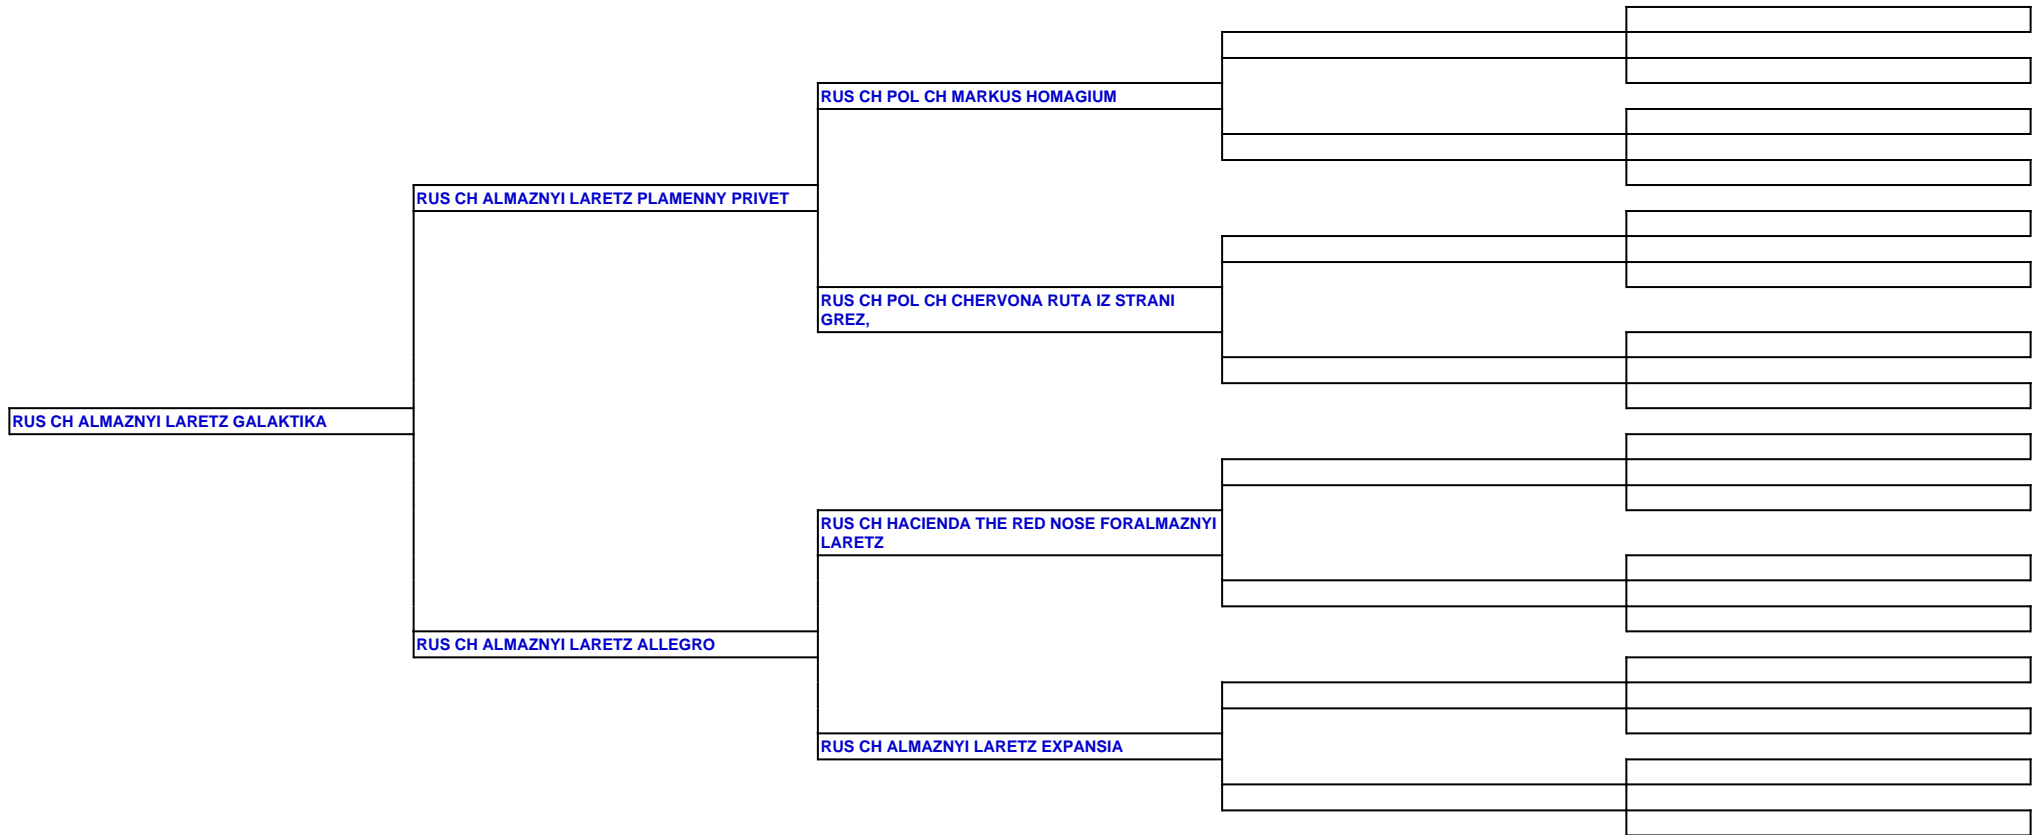 RUS CH POL CH MARKUS HOMAGIUM
RUS CH ALMAZNYI LARETZ PLAMENNY PRIVET
RUS CH POL CH CHERVONA RUTA IZ STRANI
GREZ,
RUS CH ALMAZNYI LARETZ GALAKTIKA
RUS CH HACIENDA THE RED NOSE FORALMAZNYI
LARETZ
RUS CH ALMAZNYI LARETZ ALLEGRO
RUS CH ALMAZNYI LARETZ EXPANSIA